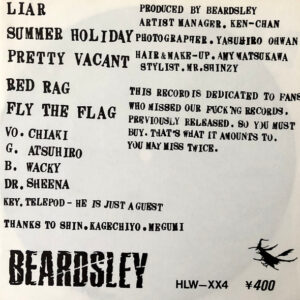 LIAR
SUMMER HOLIDAY
PRETTY VACANT
RED RAG
FLY THE FLAG
VO. CHIAKI
G. ATSUHIRO
B. WACKY
DR. SHEENA
KEY. TELEPOD - HE IS JUST A GUEST
THANKS TO SHIN. KAGECHIYO. MEGUMI
PRODUCED BY BEARDSLEY
ARTIST MANAGER. KEN-CHAN
PHOTOGRAPHER. YASUHIRO OHWAN
HAIR & MAKE-UP. AMY MATSUKAWA
STYLIST. MR. SHINZY
THIS RECORD IS DEDICATED TO FANS
WHO MISSED OUR FUCK'NG RECORDS.
PREVIOUSLY RELEASED. SO YOU MUST
BUY. THAT'S WHAT IT AMOUNTS TO.
YOU MAY MISS TWICE.
BEARDSLEY
HLW-XX4 ¥400